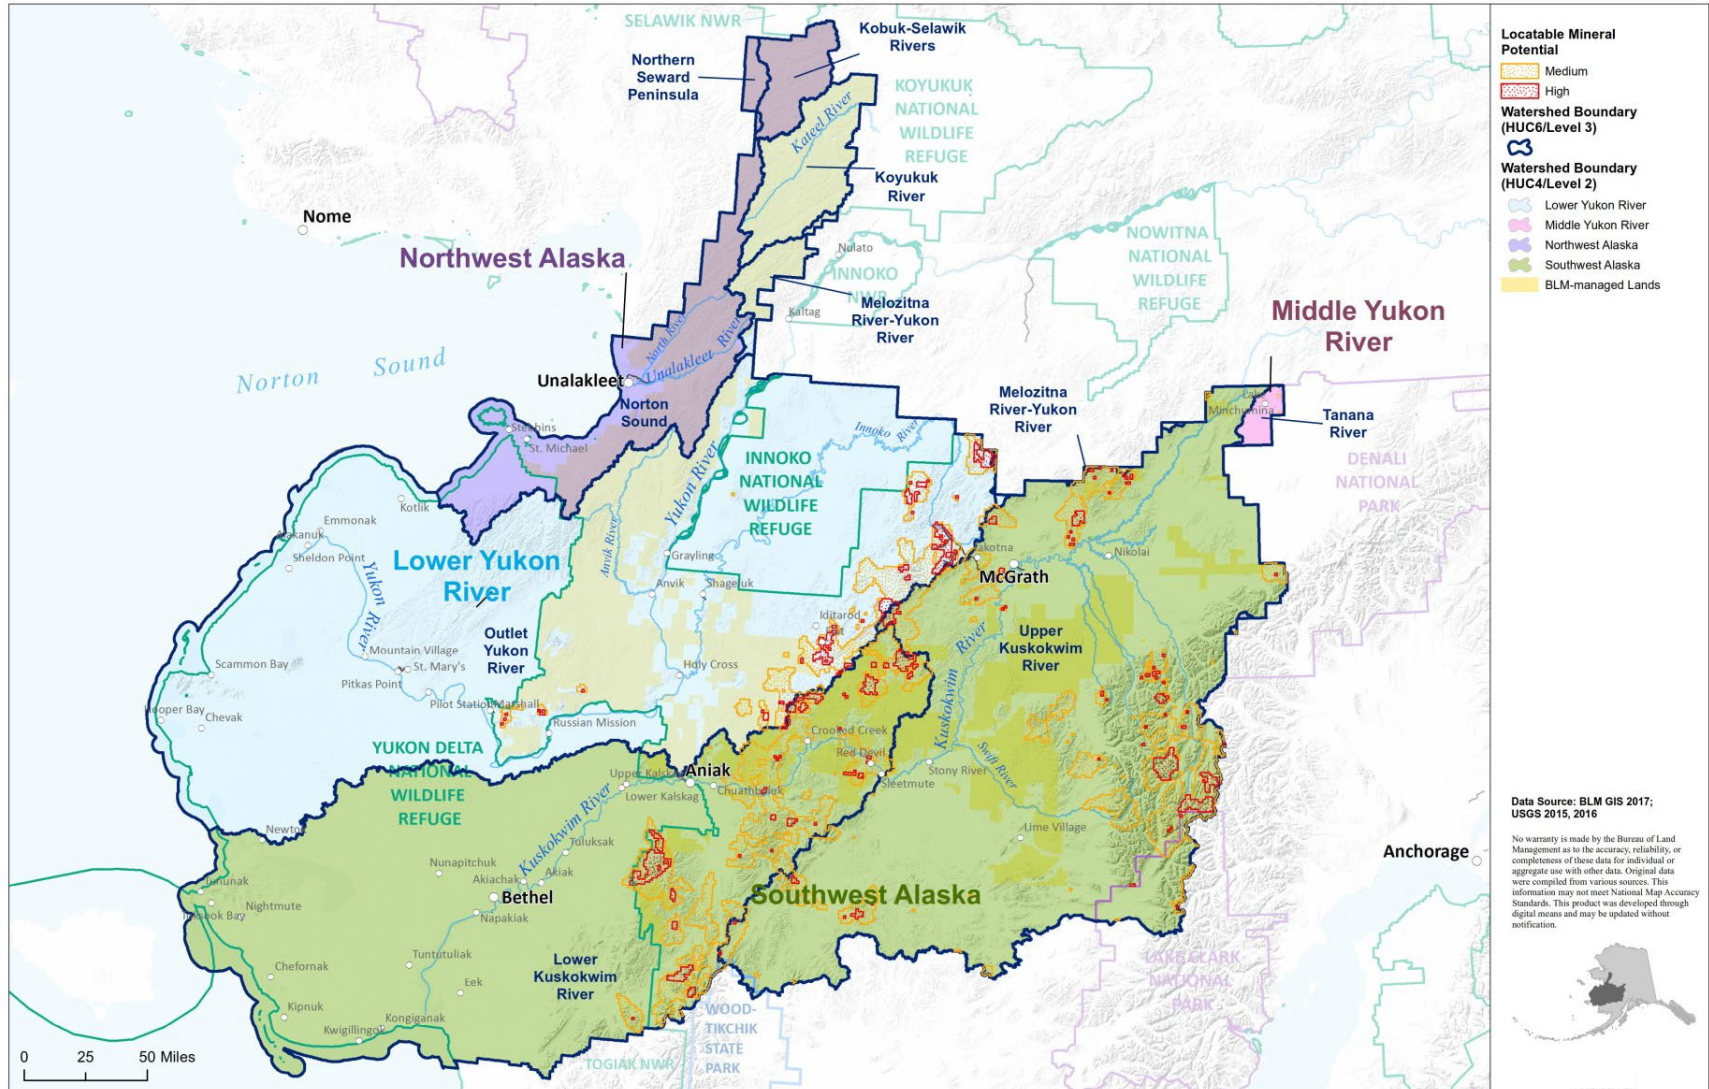 SELAWIK NWR
Kobuk-Selawik
Rivers
Northern
Seward
Peninsula
KOYUKUK
NATIONAL
WILDLIFE
REFUGE
Kateel River
Koyukuk
River
Nome
Northwest Alaska
Nulato
INNOKO
NWR
NOWITNA
NATIONAL
WILDLIFE
REFUGE
Melozitna
River-Yukon
River
Kaltag
Middle Yukon
River
North River
Unalakleet River
Norton Sound
Unalakleet
Norton
Sound
Melozitna
River-Yukon
River
Lake
Minchumina
Tanana
River
Stebbins
St. Michael
Innoko River
Yukon River
INNOKO
NATIONAL
WILDLIFE
REFUGE
DENALI
NATIONAL
PARK
Kotlik
Emmonak
Alakanuk
Sheldon Point
Anvik River
Lower Yukon
River
Yukon River
Grayling
Takotna
Nikolai
McGrath
Anvik
Shageluk
Iditarod
Flat
Outlet
Yukon
River
Upper
Kuskokwim
River
Kuskokwim River
Mountain Village
St. Mary's
Scammon Bay
Pitkas Point
Holy Cross
Pilot Station
Marshall
Hooper Bay
Chevak
Russian Mission
Crooked Creek
Red Devil
YUKON DELTA
NATIONAL
WILDLIFE
REFUGE
Swift River
Aniak
Stony River
Upper Kalskag
Lower Kalskag
Chuathbaluk
Sleetmute
Kuskokwim River
Newtok
Lime Village
Tuluksak
Nunapitchuk
Anchorage
Akiachak
Akiak
Tununak
Bethel
Southwest Alaska
Toksook Bay
Nightmute
Napakiak
Tuntutuliak
Lower
Kuskokwim
River
Chefornak
Eek
LAKE CLARK
NATIONAL
PARK
Kipnuk
Kongiganak
Kwigillingok
WOOD-
TIKCHIK
STATE
PARK
TOGIAK NWR
0 25 50 Miles
Locatable Mineral
Potential
Medium
High
Watershed Boundary
(HUC6/Level 3)
Watershed Boundary
(HUC4/Level 2)
Lower Yukon River
Middle Yukon River
Northwest Alaska
Southwest Alaska
BLM-managed Lands
Data Source: BLM GIS 2017;
USGS 2015, 2016
No warranty is made by the Bureau of Land
Management as to the accuracy, reliability, or
completeness of these data for individual or
aggregate use with other data. Original data
were compiled from various sources. This
information may not meet National Map Accuracy
Standards. This product was developed through
digital means and may be updated without
notification.